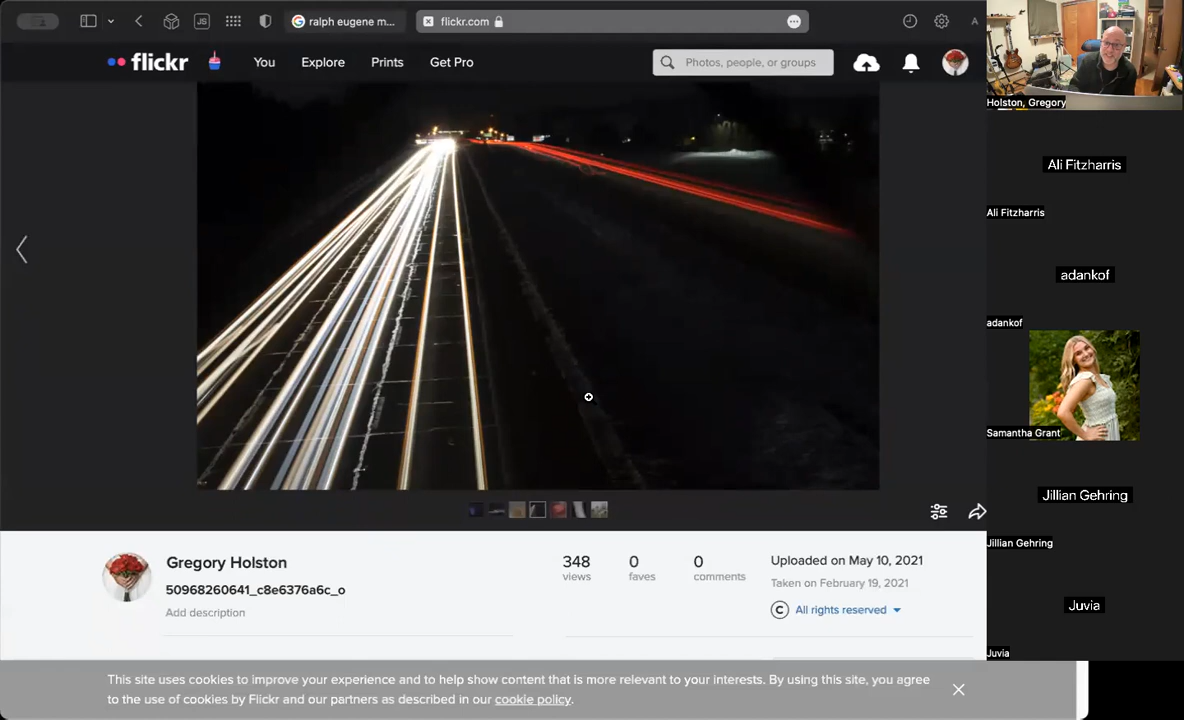 ralph eugene m...
flickr.com
A
flickr
You
Explore
Prints
Get Pro
Photos, people, or groups
Holston, Gregory
Ali Fitzharris
Ali Fitzharris
adankof
adankof
Samantha Grant
Jillian Gehring
Jillian Gehring
Juvia
Juvia
Gregory Holston
50968260641_c8e6376a6c_o
Add description
348
views
0
faves
0
comments
Uploaded on May 10, 2021
Taken on February 19, 2021
All rights reserved
This site uses cookies to improve your experience and to help show content that is more relevant to your interests. By using this site, you agree
to the use of cookies by Flickr and our partners as described in our cookie policy.